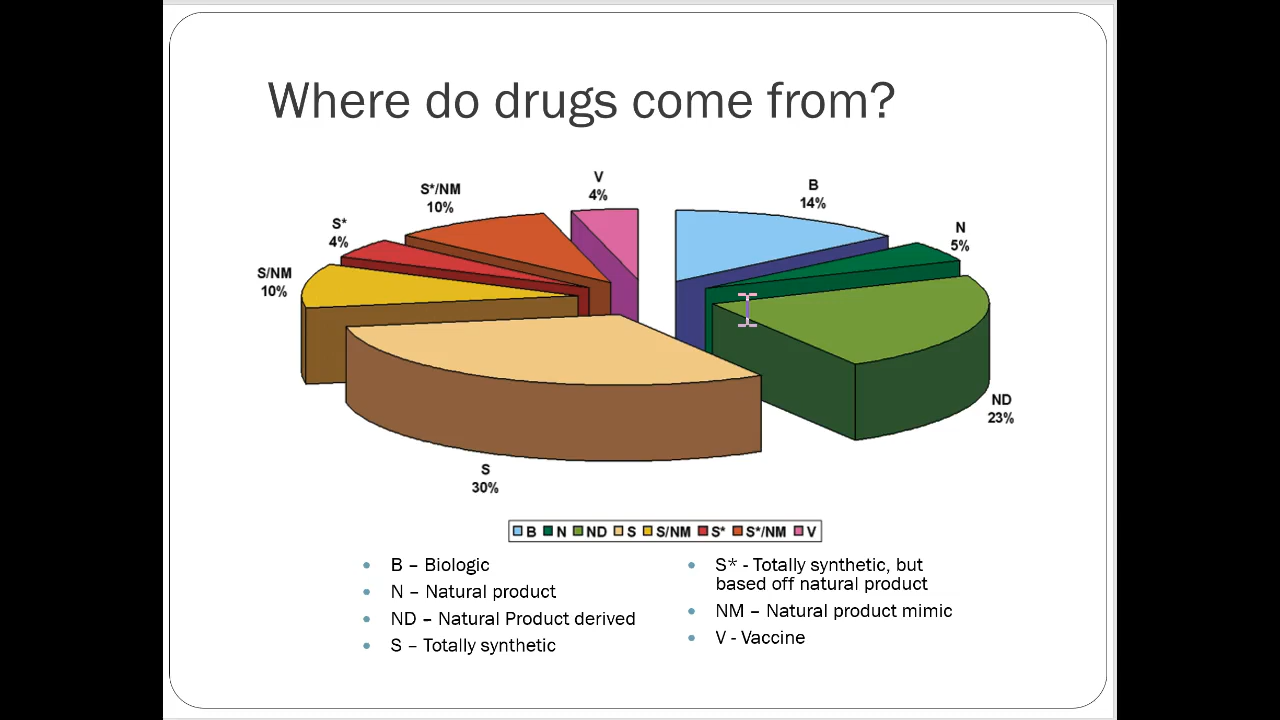 Where do drugs come from?
V
4%
B
14%
S*/NM
10%
S*
4%
N
5%
S/NM
10%
ND
23%
S
30%
B N ND S S/NM S* S*/NM V
• B – Biologic
• N – Natural product
• ND – Natural Product derived
• S – Totally synthetic
• S* - Totally synthetic, but
based off natural product
• NM – Natural product mimic
• V - Vaccine